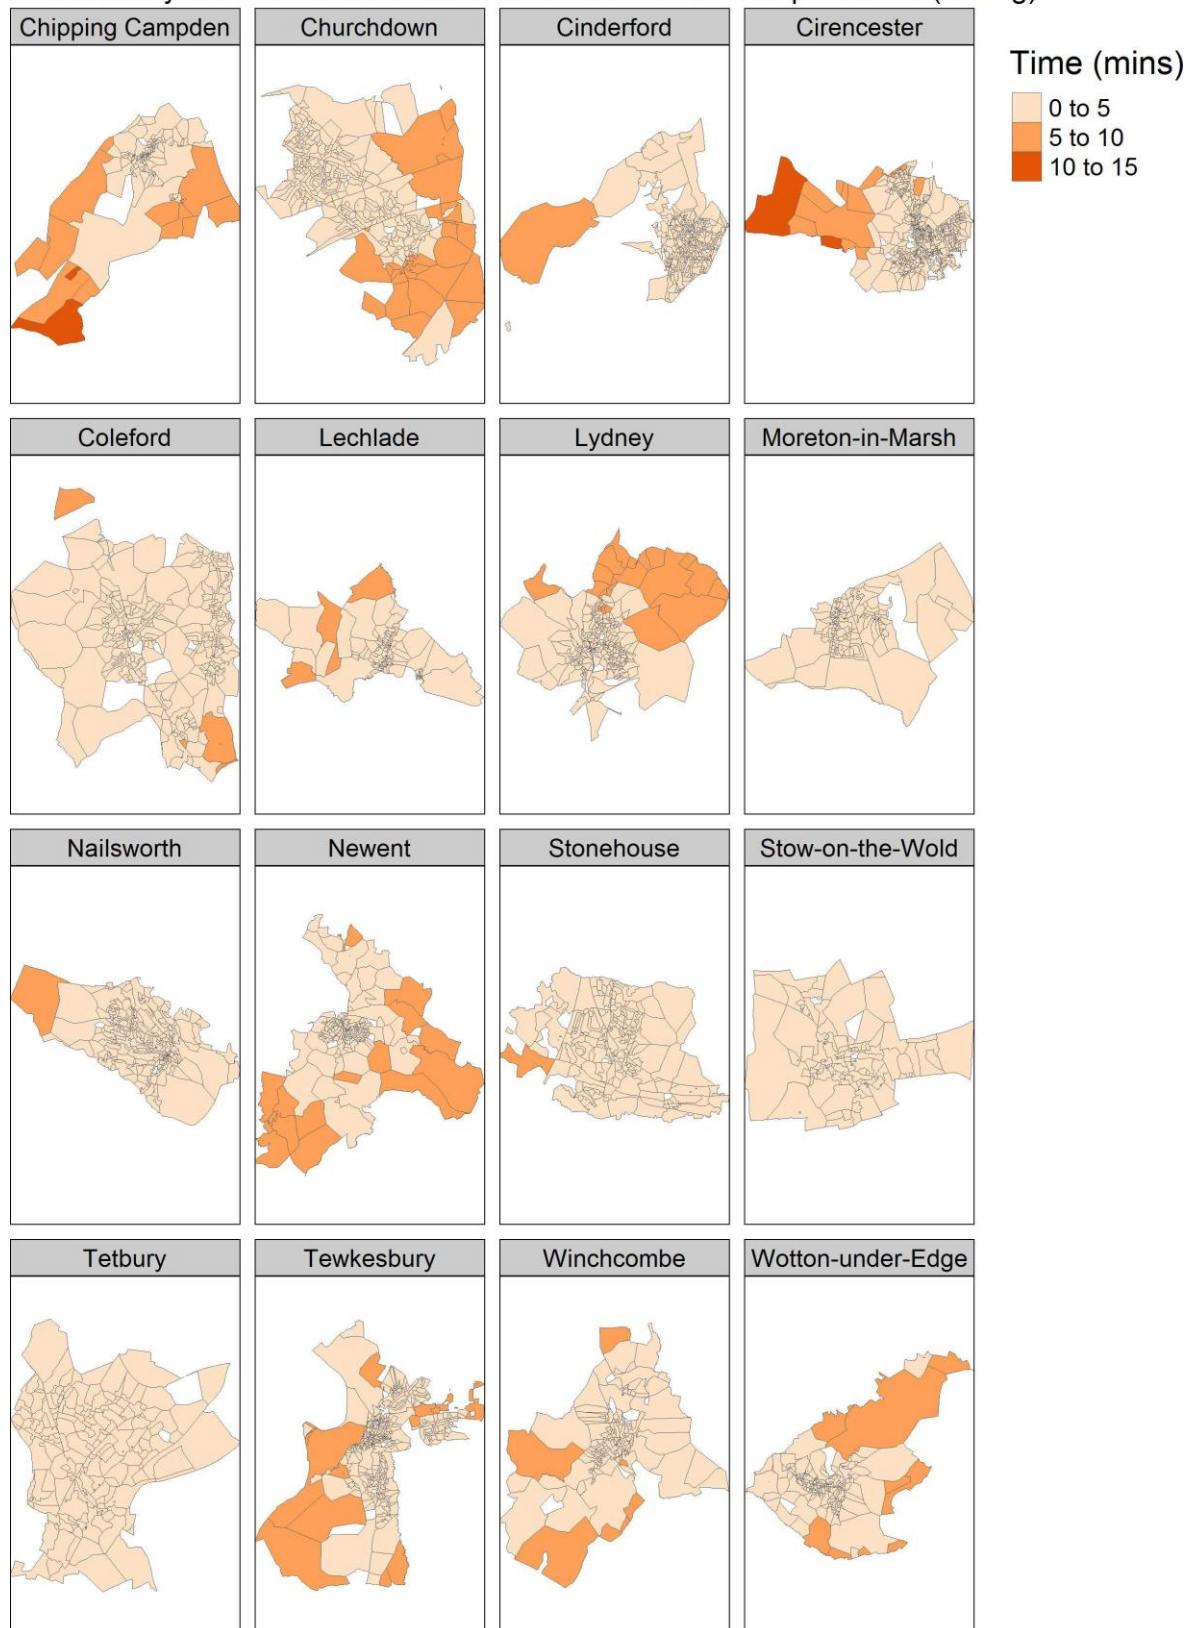 Chipping Campden
Churchdown
Cinderford
Cirencester
Time (mins)
0 to 5
5 to 10
10 to 15
Coleford
Lechlade
Lydney
Moreton-in-Marsh
Nailsworth
Newent
Stonehouse
Stow-on-the-Wold
Tetbury
Tewkesbury
Winchcombe
Wotton-under-Edge